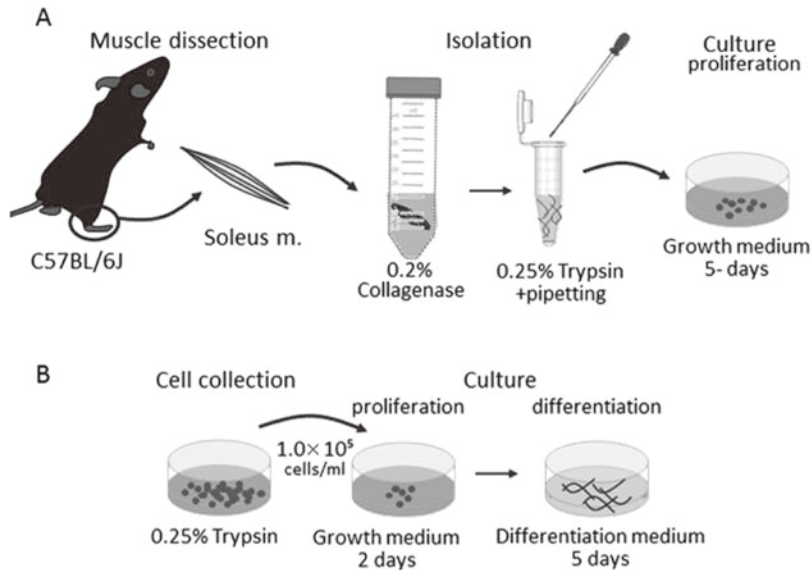 A
Muscle dissection
Isolation
Culture
proliferation
C57BL/6J
Soleus m.
0.2%
Collagenase
0.25% Trypsin
+pipetting
Growth medium
5- days
B
Cell collection
Culture
proliferation
differentiation
1.0×10⁵
cells/ml
0.25% Trypsin
Growth medium
2 days
Differentiation medium
5 days